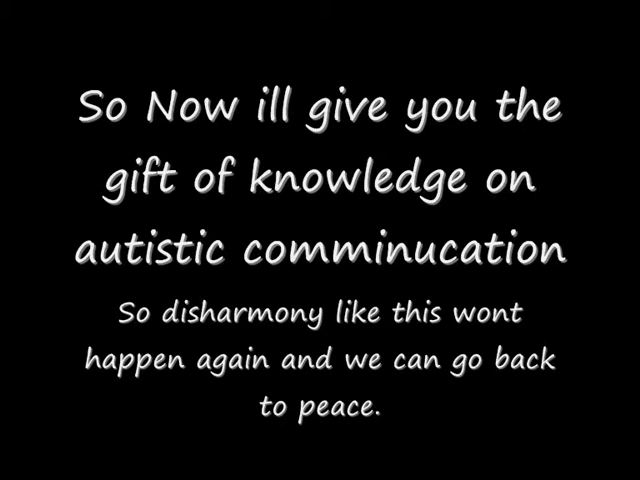 So Now ill give you the
gift of knowledge on
autistic comminucation
So disharmony like this wont
happen again and we can go back
to peace.